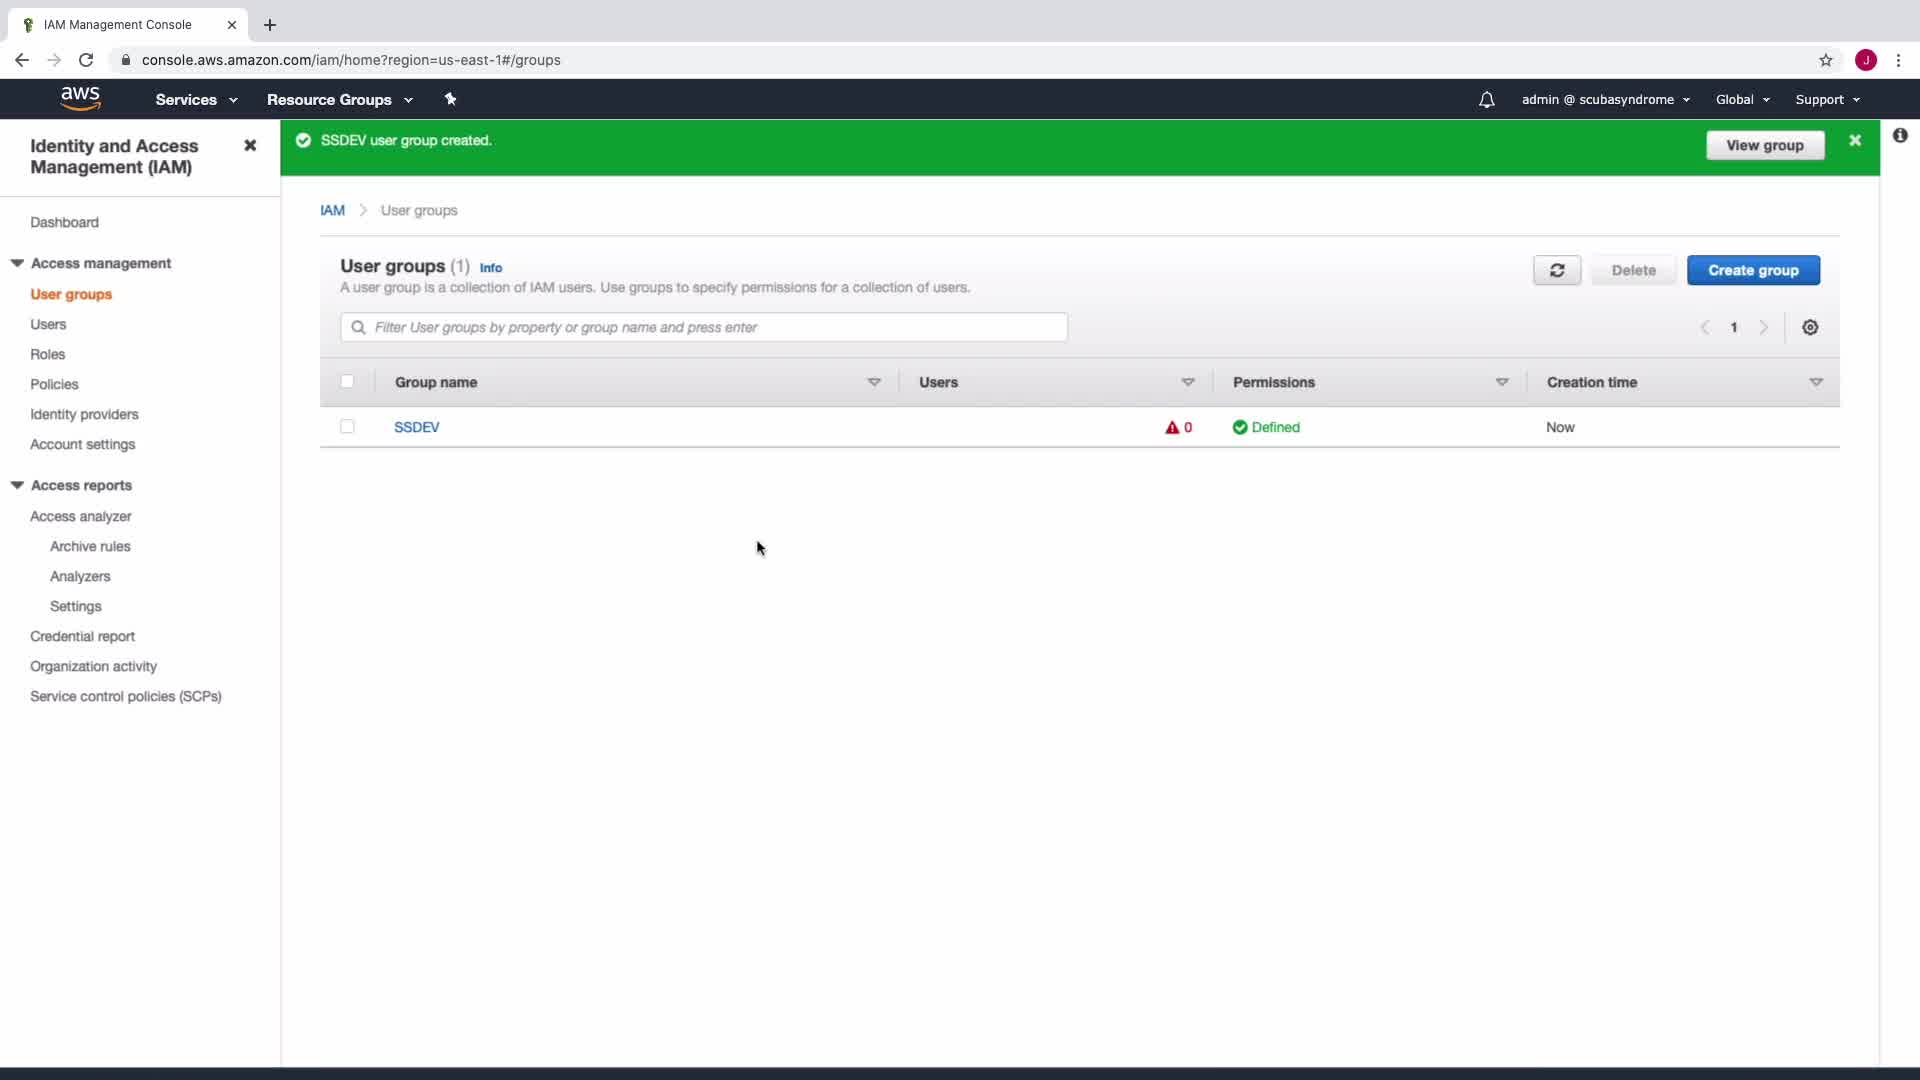 IAM Management Console
console.aws.amazon.com/iam/home?region=us-east-1#/groups
J
aws
Services
Resource Groups
admin @ scubasyndrome
Global
Support
Identity and Access
Management (IAM)
SSDEV user group created.
View group
Dashboard
IAM
User groups
Access management
User groups
Users
Roles
Policies
Identity providers
Account settings
Access reports
Access analyzer
Archive rules
Analyzers
Settings
Credential report
Organization activity
Service control policies (SCPs)
User groups (1) Info
A user group is a collection of IAM users. Use groups to specify permissions for a collection of users.
Delete
Create group
Filter User groups by property or group name and press enter
1
Group name
Users
Permissions
Creation time
SSDEV
0
Defined
Now